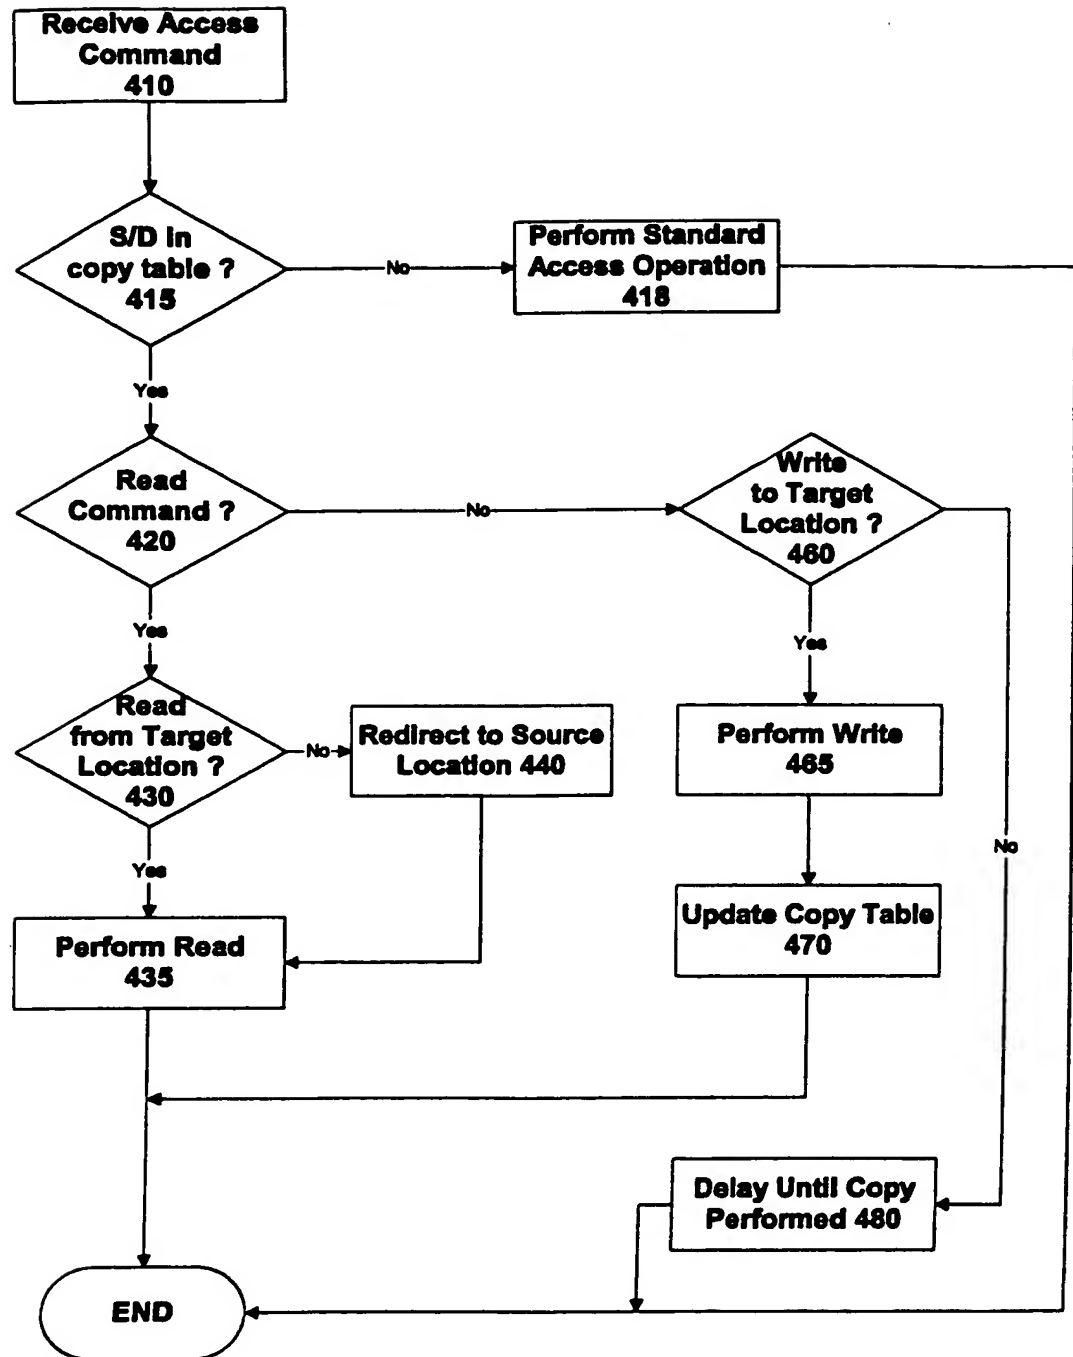 Receive Access
Command
410
S/D In
copy table ?
415
No
Perform Standard
Access Operation
418
Yes
Read
Command ?
420
No
Write
to Target
Location ?
460
Yes
Yes
Read
from Target
Location ?
430
No
Redirect to Source
Location 440
Perform Write
465
No
Yes
Update Copy Table
470
Perform Read
435
Delay Until Copy
Performed 480
END